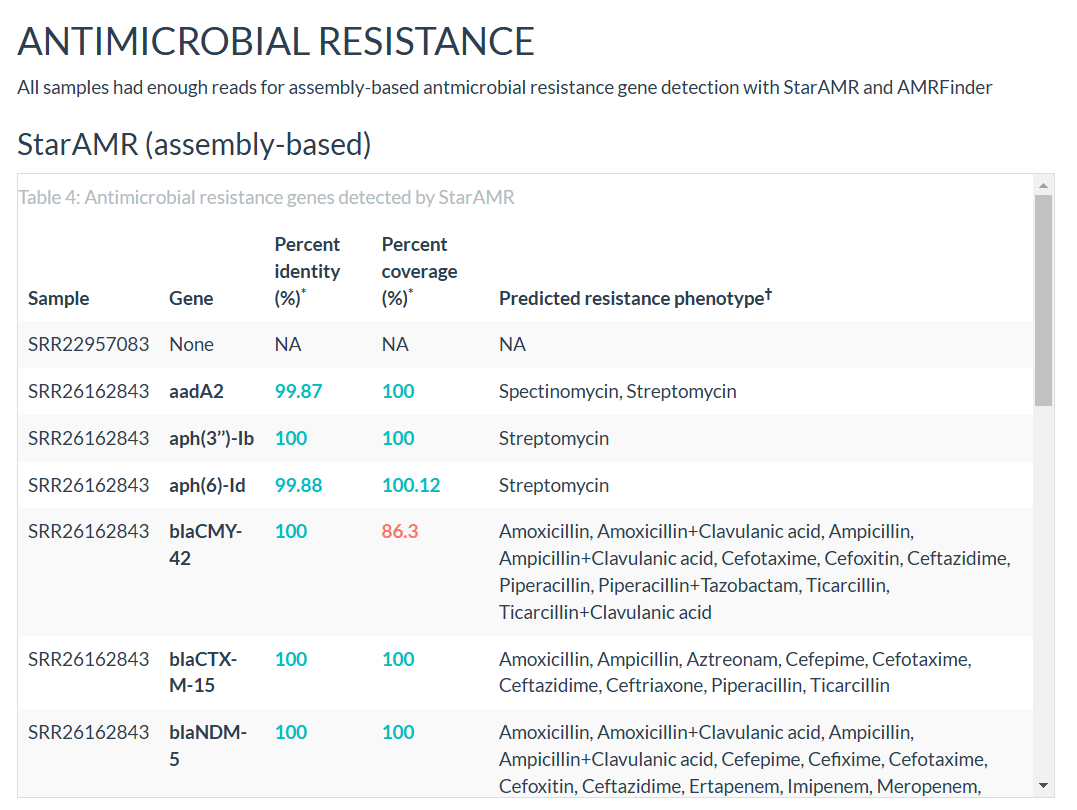 ANTIMICROBIAL RESISTANCE
All samples had enough reads for assembly-based antmicrobial resistance gene detection with StarAMR and AMRFinder
StarAMR (assembly-based)
Table 4: Antimicrobial resistance genes detected by StarAMR
Sample Gene Percent identity (%)* Percent coverage (%)* Predicted resistance phenotype†
SRR22957083 None NA NA NA
SRR26162843 aadA2 99.87 100 Spectinomycin, Streptomycin
SRR26162843 aph(3’’)-Ib 100 100 Streptomycin
SRR26162843 aph(6)-Id 99.88 100.12 Streptomycin
SRR26162843 blaCMY- 100 86.3 Amoxicillin, Amoxicillin+Clavulanic acid, Ampicillin,
42 Ampicillin+Clavulanic acid, Cefotaxime, Cefoxitin, Ceftazidime,
Piperacillin, Piperacillin+Tazobactam, Ticarcillin,
Ticarcillin+Clavulanic acid
SRR26162843 blaCTX- 100 100 Amoxicillin, Ampicillin, Aztreonam, Cefepime, Cefotaxime,
M-15 Ceftazidime, Ceftriaxone, Piperacillin, Ticarcillin
SRR26162843 blaNDM- 100 100 Amoxicillin, Amoxicillin+Clavulanic acid, Ampicillin,
5 Ampicillin+Clavulanic acid, Cefepime, Cefixime, Cefotaxime,
Cefoxitin, Ceftazidime, Ertapenem, Imipenem, Meropenem,